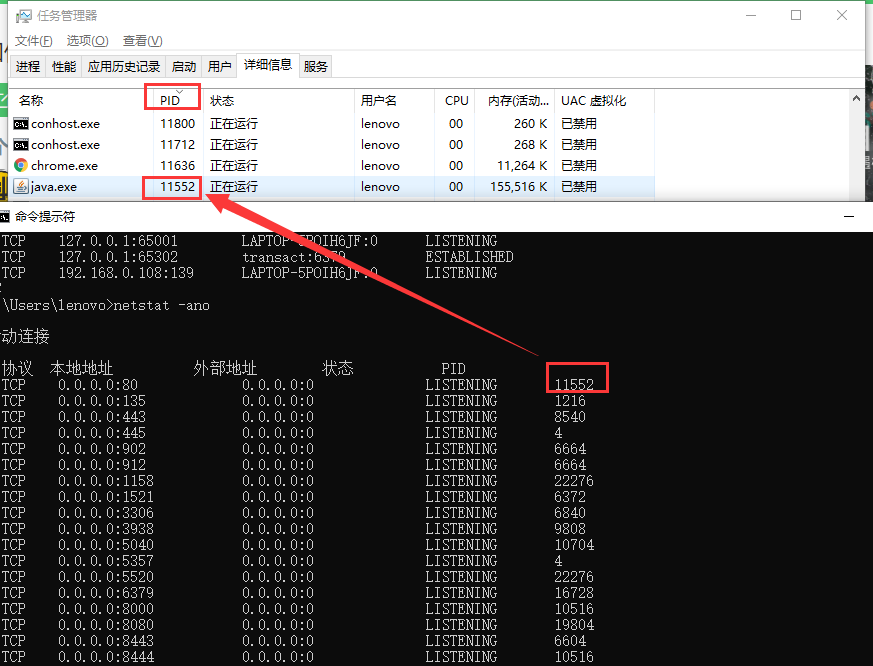 任务管理器
文件(F) 选项(O) 查看(V)
进程 性能 应用历史记录 启动 用户 详细信息 服务
名称 PID 状态 用户名 CPU 内存(活动... UAC 虚拟化
conhost.exe 11800 正在运行 lenovo 00 260 K 已禁用
conhost.exe 11712 正在运行 lenovo 00 268 K 已禁用
chrome.exe 11636 正在运行 lenovo 00 11,264 K 已禁用
java.exe 11552 正在运行 lenovo 00 155,516 K 已禁用
命令提示符
TCP 127.0.0.1:65001 LAPTOP-5POIH6JF:0 LISTENING
TCP 127.0.0.1:65302 transact:6379 ESTABLISHED
TCP 192.168.0.108:139 LAPTOP-5POIH6JF:0 LISTENING
\Users\lenovo>netstat -ano
动连接
协议 本地地址 外部地址 状态 PID
TCP 0.0.0.0:80 0.0.0.0:0 LISTENING 11552
TCP 0.0.0.0:135 0.0.0.0:0 LISTENING 1216
TCP 0.0.0.0:443 0.0.0.0:0 LISTENING 8540
TCP 0.0.0.0:445 0.0.0.0:0 LISTENING 4
TCP 0.0.0.0:902 0.0.0.0:0 LISTENING 6664
TCP 0.0.0.0:912 0.0.0.0:0 LISTENING 6664
TCP 0.0.0.0:1158 0.0.0.0:0 LISTENING 22276
TCP 0.0.0.0:1521 0.0.0.0:0 LISTENING 6372
TCP 0.0.0.0:3306 0.0.0.0:0 LISTENING 6840
TCP 0.0.0.0:3938 0.0.0.0:0 LISTENING 9808
TCP 0.0.0.0:5040 0.0.0.0:0 LISTENING 10704
TCP 0.0.0.0:5357 0.0.0.0:0 LISTENING 4
TCP 0.0.0.0:5520 0.0.0.0:0 LISTENING 22276
TCP 0.0.0.0:6379 0.0.0.0:0 LISTENING 16728
TCP 0.0.0.0:8000 0.0.0.0:0 LISTENING 10516
TCP 0.0.0.0:8080 0.0.0.0:0 LISTENING 19804
TCP 0.0.0.0:8443 0.0.0.0:0 LISTENING 6604
TCP 0.0.0.0:8444 0.0.0.0:0 LISTENING 10516